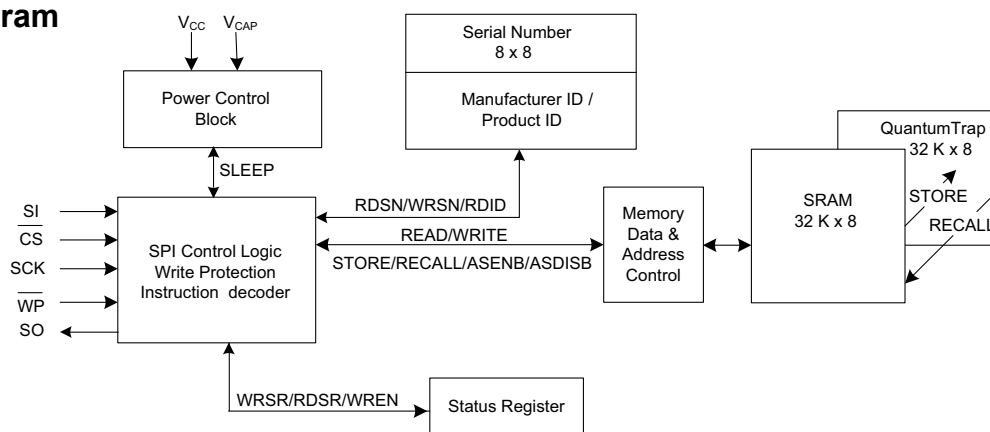 ram
VCC VCAP
Power Control
Block
SLEEP
Serial Number
8 x 8
Manufacturer ID /
Product ID
QuantumTrap
32 K x 8
SRAM
32 K x 8
STORE
RECALL
SI
CS
SCK
WP
SO
SPI Control Logic
Write Protection
Instruction decoder
RDSN/WRSN/RDID
READ/WRITE
STORE/RECALL/ASENB/ASDISB
Memory
Data &
Address
Control
WRSR/RDSR/WREN
Status Register